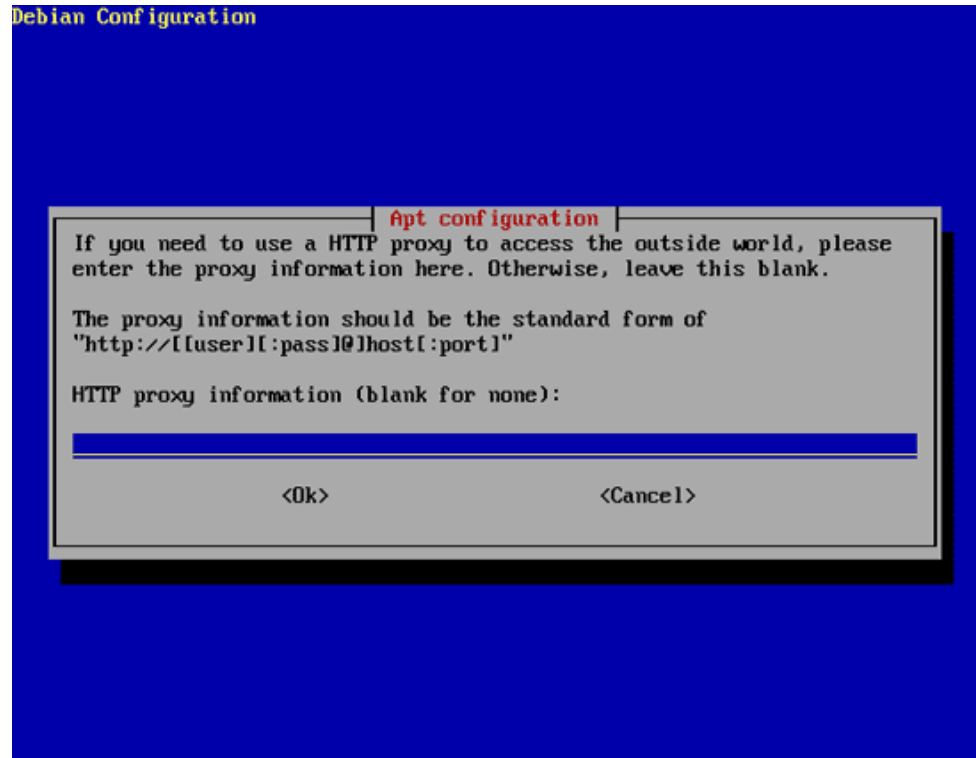 Debian Configuration
Apt configuration
If you need to use a HTTP proxy to access the outside world, please
enter the proxy information here. Otherwise, leave this blank.
The proxy information should be the standard form of
"http://[[user][:pass]@]host[:port]"
HTTP proxy information (blank for none):
<Ok> <Cancel>